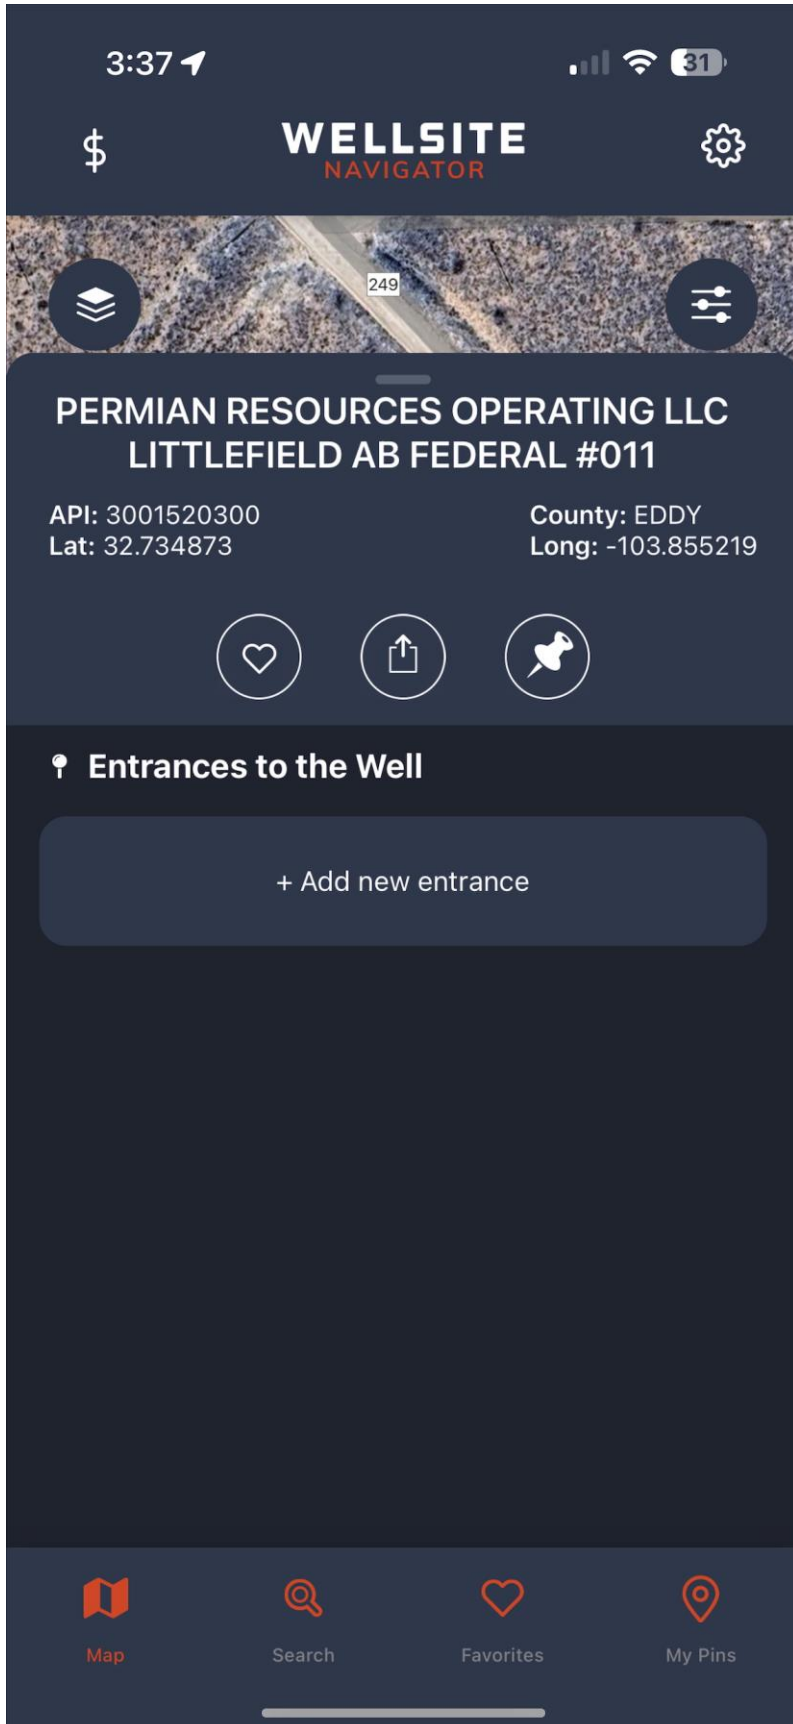 3:37
31
$
WELLSITE
NAVIGATOR
249
PERMIAN RESOURCES OPERATING LLC
LITTLEFIELD AB FEDERAL #011
API: 3001520300
County: EDDY
Lat: 32.734873
Long: -103.855219
Entrances to the Well
+ Add new entrance
Map
Search
Favorites
My Pins